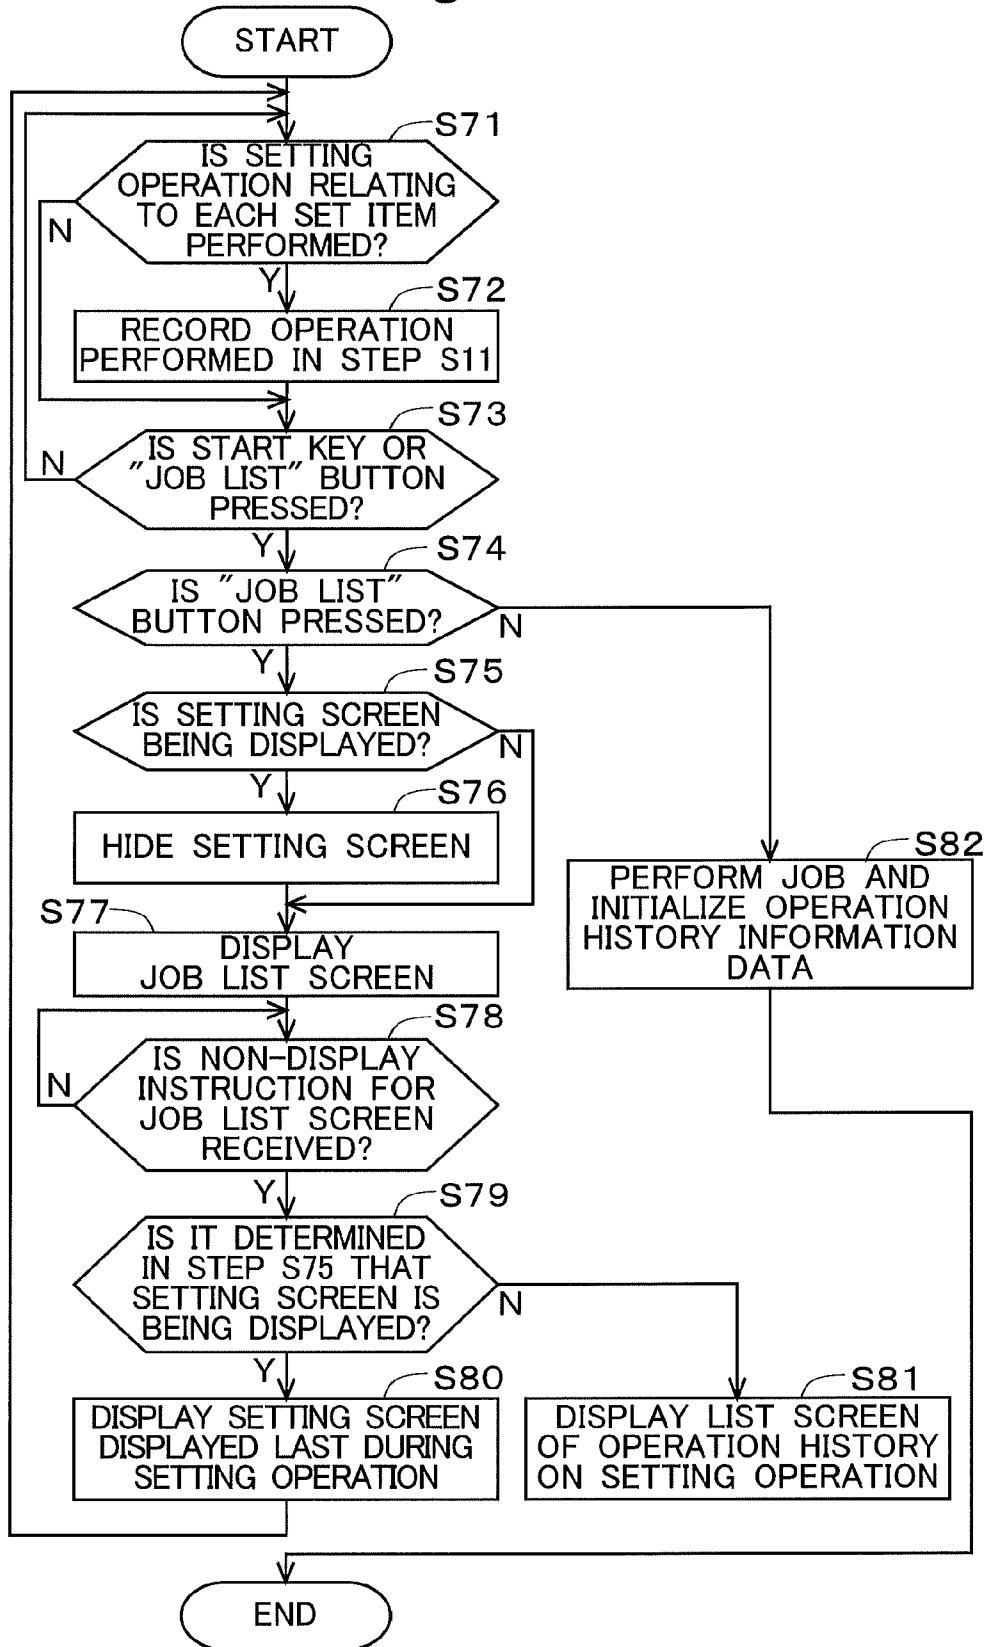 START
S71
IS SETTING
OPERATION RELATING
TO EACH SET ITEM
PERFORMED?
N
Y
S72
RECORD OPERATION
PERFORMED IN STEP S11
S73
IS START KEY OR
"JOB LIST" BUTTON
PRESSED?
N
Y
S74
IS "JOB LIST"
BUTTON PRESSED?
N
Y
S75
IS SETTING SCREEN
BEING DISPLAYED?
N
Y
S76
HIDE SETTING SCREEN
S82
PERFORM JOB AND
INITIALIZE OPERATION
HISTORY INFORMATION
DATA
S77
DISPLAY
JOB LIST SCREEN
S78
IS NON-DISPLAY
INSTRUCTION FOR
JOB LIST SCREEN
RECEIVED?
N
Y
S79
IS IT DETERMINED
IN STEP S75 THAT
SETTING SCREEN IS
BEING DISPLAYED?
N
Y
S80
DISPLAY SETTING SCREEN
DISPLAYED LAST DURING
SETTING OPERATION
S81
DISPLAY LIST SCREEN
OF OPERATION HISTORY
ON SETTING OPERATION
END